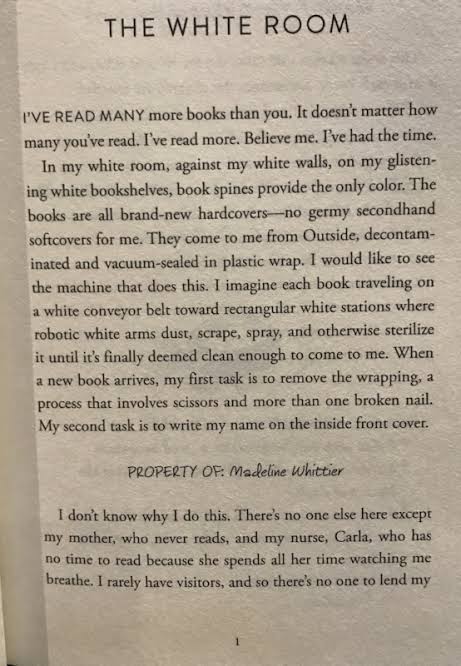 THE WHITE ROOM
I'VE READ MANY more books than you. It doesn't matter how
many you've read. I've read more. Believe me. I've had the time.
In my white room, against my white walls, on my glisten-
ing white bookshelves, book spines provide the only color. The
books are all brand-new hardcovers—no germy secondhand
softcovers for me. They come to me from Outside, decontam-
inated and vacuum-sealed in plastic wrap. I would like to see
the machine that does this. I imagine each book traveling on
a white conveyor belt toward rectangular white stations where
robotic white arms dust, scrape, spray, and otherwise sterilize
it until it's finally deemed clean enough to come to me. When
a new book arrives, my first task is to remove the wrapping, a
process that involves scissors and more than one broken nail.
My second task is to write my name on the inside front cover.
PROPERTY OF: Madeline Whittier
I don't know why I do this. There's no one else here except
my mother, who never reads, and my nurse, Carla, who has
no time to read because she spends all her time watching me
breathe. I rarely have visitors, and so there's no one to lend my
1